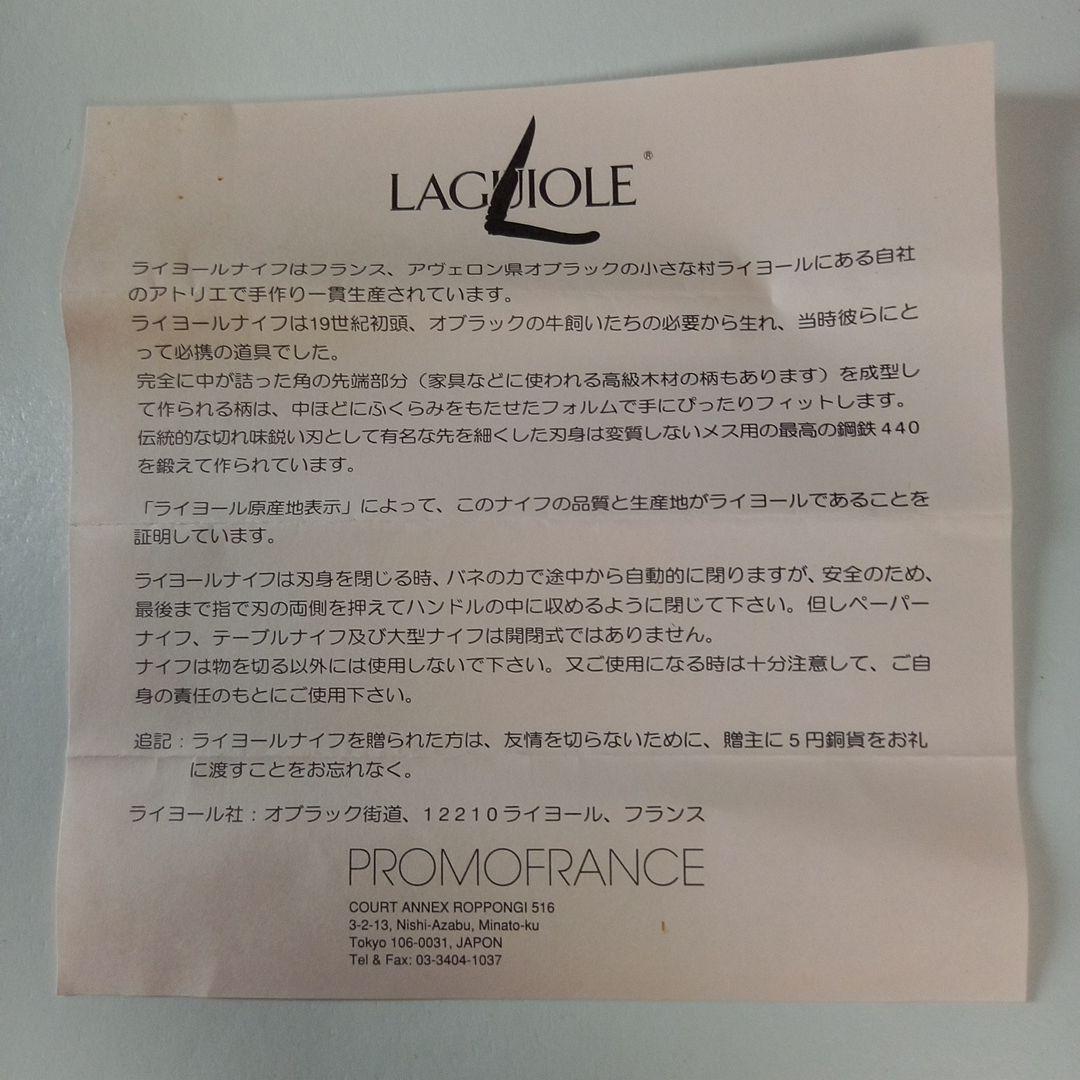 LAGUIOLE®
ライヨールナイフはフランス、アヴェロン県オブラックの小さな村ライヨールにある自社
のアトリエで手作り一貫生産されています。
ライヨールナイフは19世紀初頭、オブラックの牛飼いたちの必要から生れ、当時彼らにと
って必携の道具でした。
完全に中が詰った角の先端部分（家具などに使われる高級木材の柄もあります）を成型し
て作られる柄は、中ほどにふくらみをもたせたフォルムで手にぴったりフィットします。
伝統的な切れ味鋭い刃として有名な先を細くした刃身は変質しないメス用の最高の鋼鉄440
を鍛えて作られています。
「ライヨール原産地表示」によって、このナイフの品質と生産地がライヨールであることを
証明しています。
ライヨールナイフは刃身を閉じる時、バネの力で途中から自動的に閉りますが、安全のため、
最後まで指で刃の両側を押えてハンドルの中に収めるように閉じて下さい。但しペーパー
ナイフ、テーブルナイフ及び大型ナイフは開閉式ではありません。
ナイフは物を切る以外には使用しないで下さい。又ご使用になる時は十分注意して、ご自
身の責任のもとにご使用下さい。
追記：ライヨールナイフを贈られた方は、友情を切らないために、贈主に5円銅貨をお礼
に渡すことをお忘れなく。
ライヨール社：オブラック街道、12210ライヨール、フランス
PROMOFRANCE
COURT ANNEX ROPPONGI 516
3-2-13, Nishi-Azabu, Minato-ku
Tokyo 106-0031, JAPON
Tel & Fax: 03-3404-1037